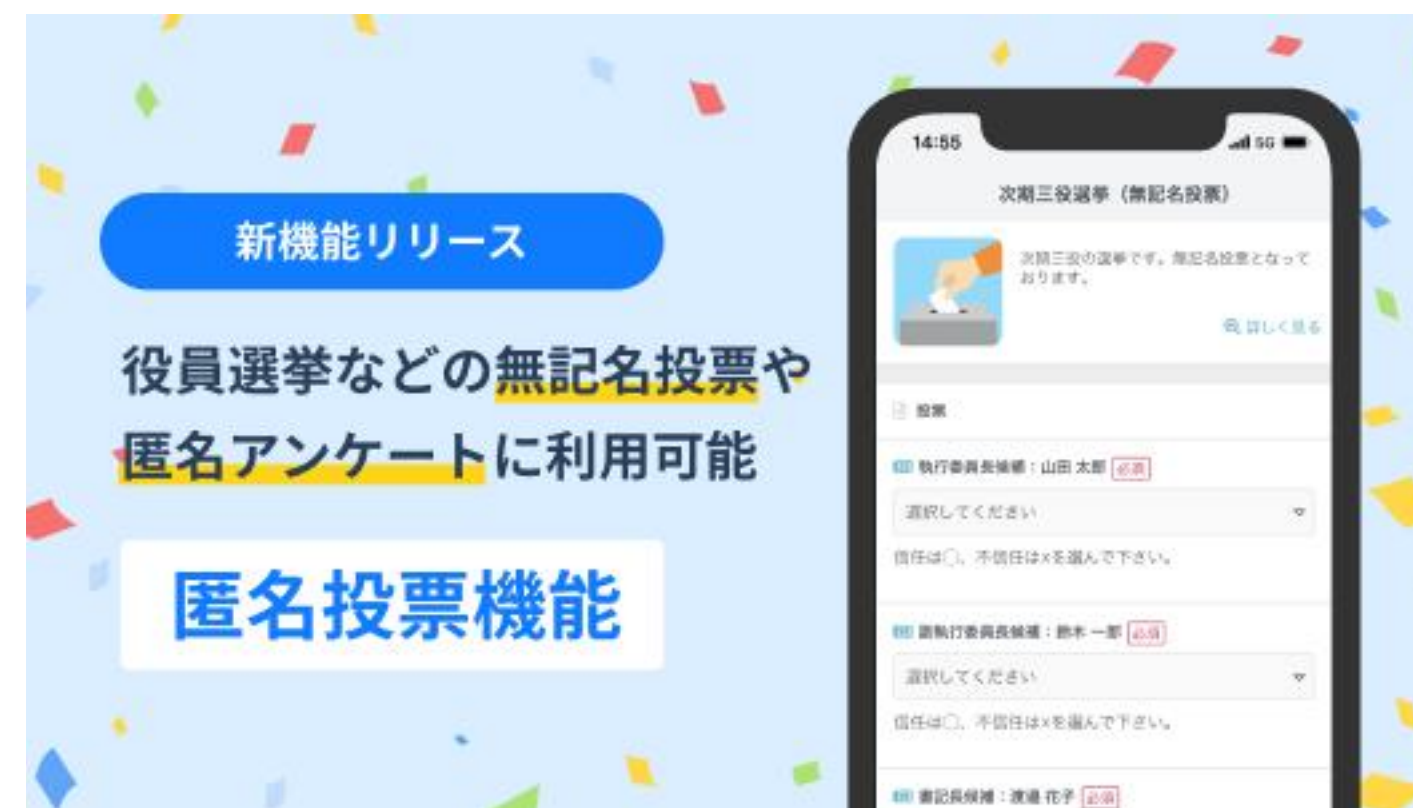 新機能リリース
役員選挙などの無記名投票や
匿名アンケートに利用可能
匿名投票機能
14:55
5G
次期三役選挙（無記名投票）
次期三役の選挙です。無記名投票となって
おります。
詳しく見る
投票
執行委員長候補：山田 太郎 必須
選択してください
信任は〇、不信任は×を選んで下さい。
副執行委員長候補：鈴木 一郎 必須
選択してください
信任は〇、不信任は×を選んで下さい。
書記長候補：渡邉 花子 必須